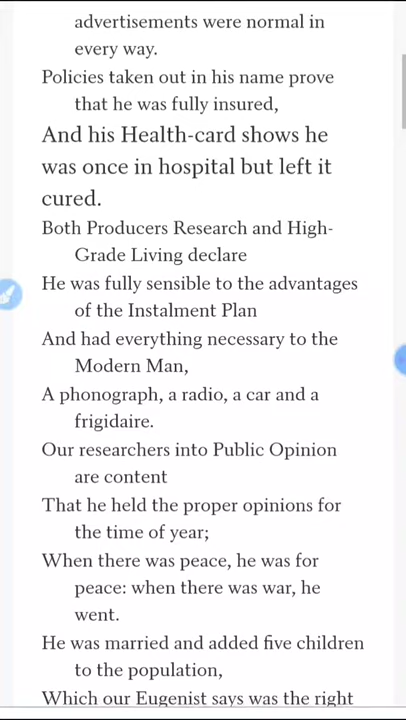 advertisements were normal in
every way.
Policies taken out in his name prove
that he was fully insured,
And his Health-card shows he
was once in hospital but left it
cured.
Both Producers Research and High-
Grade Living declare
He was fully sensible to the advantages
of the Instalment Plan
And had everything necessary to the
Modern Man,
A phonograph, a radio, a car and a
frigidaire.
Our researchers into Public Opinion
are content
That he held the proper opinions for
the time of year;
When there was peace, he was for
peace: when there was war, he
went.
He was married and added five children
to the population,
Which our Eugenist says was the right